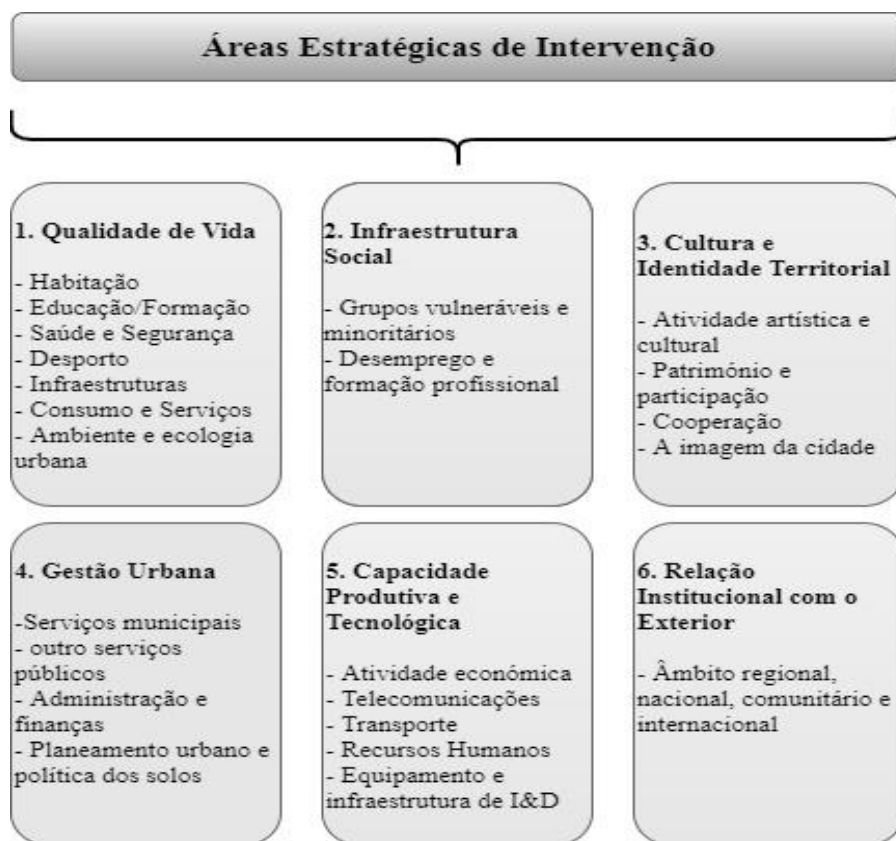 Áreas Estratégicas de Intervenção
1. Qualidade de Vida
- Habitação
- Educação/Formação
- Saúde e Segurança
- Desporto
- Infraestruturas
- Consumo e Serviços
- Ambiente e ecologia
urbana
2. Infraestrutura
Social
- Grupos vulneráveis e
minoritários
- Desemprego e
formação profissional
3. Cultura e
Identidade Territorial
- Atividade artística e
cultural
- Património e
participação
- Cooperação
- A imagem da cidade
4. Gestão Urbana
-Serviços municipais
- outro serviços
públicos
- Administração e
finanças
- Planeamento urbano e
política dos solos
5. Capacidade
Produtiva e
Tecnológica
- Atividade económica
- Telecomunicações
- Transporte
- Recursos Humanos
- Equipamento e
infraestrutura de I&D
6. Relação
Institucional com o
Exterior
- Âmbito regional,
nacional, comunitário e
internacional